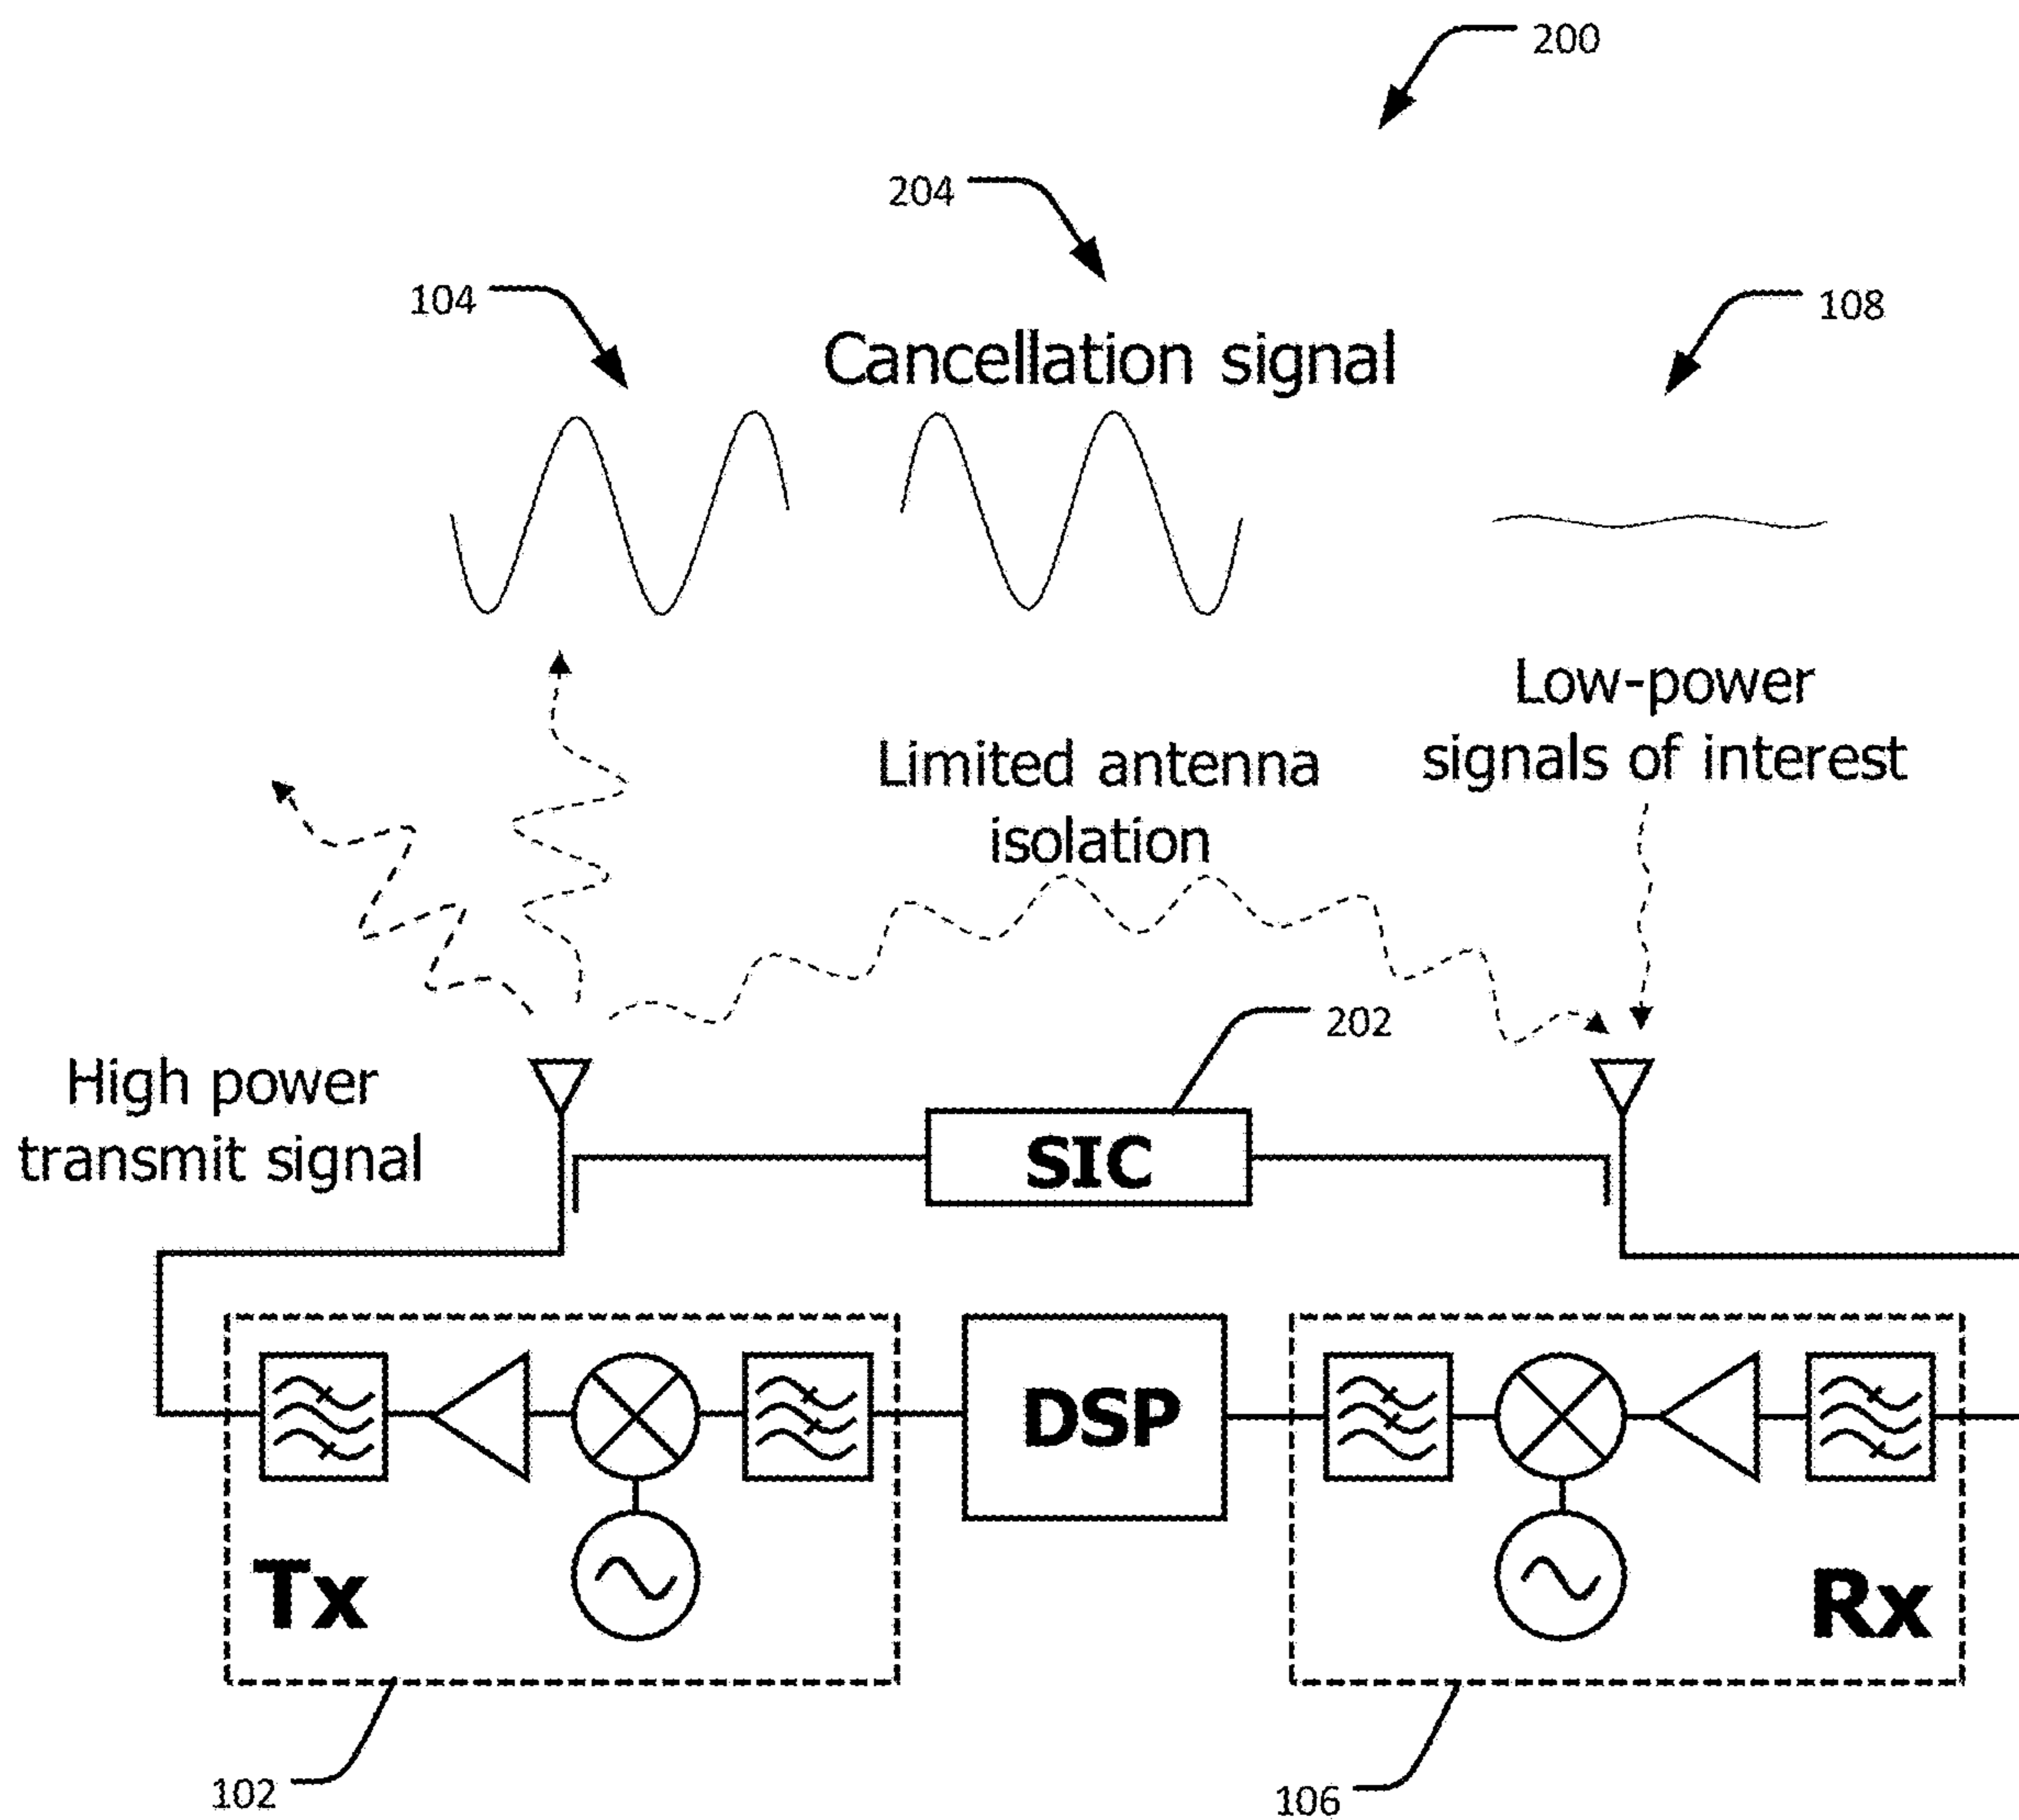 200
204
104
108
Cancellation signal
Low-power
signals of interest
Limited antenna
isolation
202
High power
transmit signal
SIC
DSP
Tx
Rx
102
106